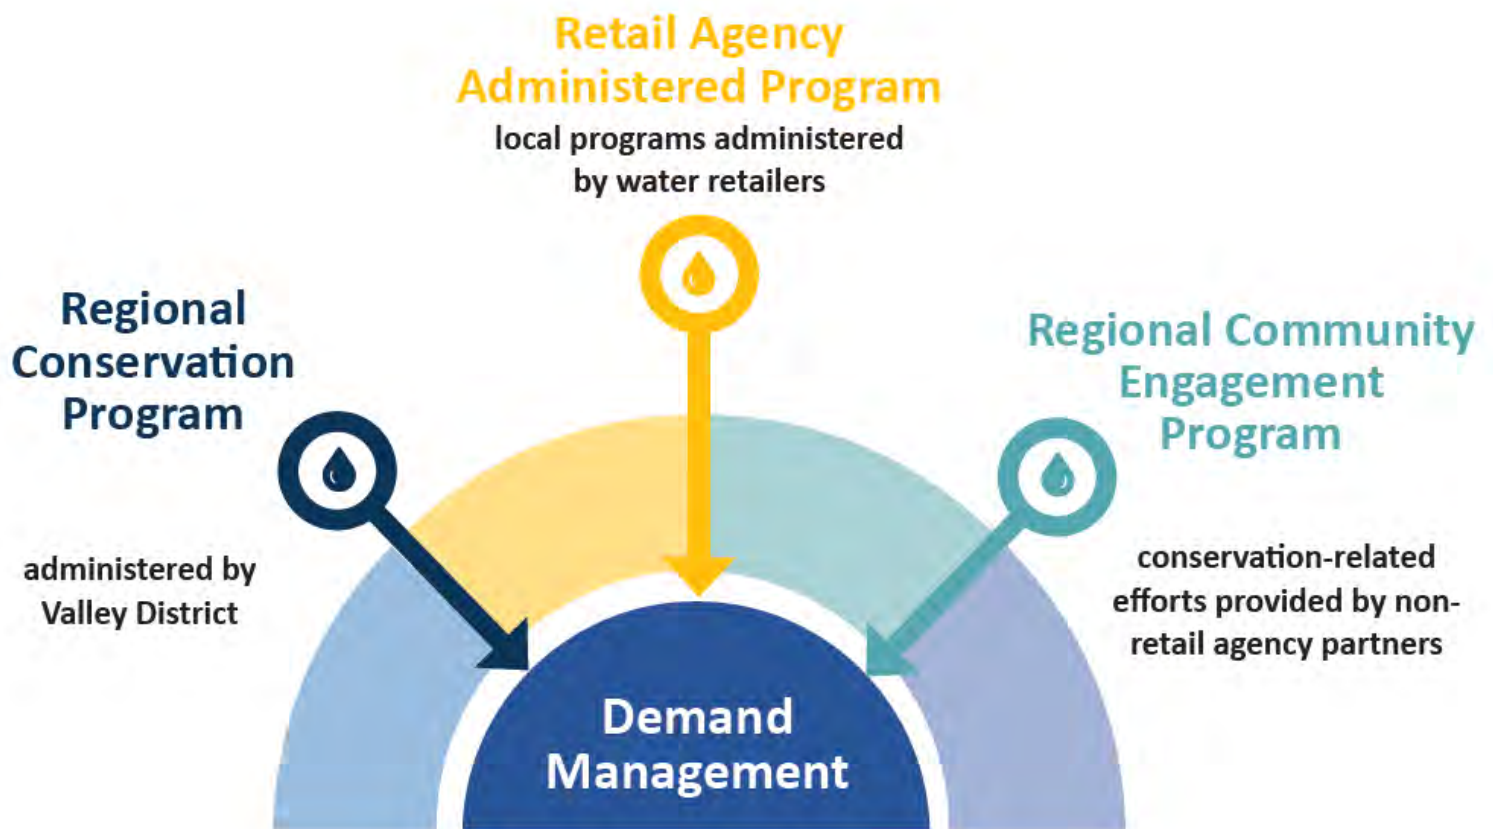 Retail Agency
Administered Program
local programs administered
by water retailers
Regional
Conservation
Program
administered by
Valley District
Regional Community
Engagement
Program
conservation-related
efforts provided by non-
retail agency partners
Demand
Management